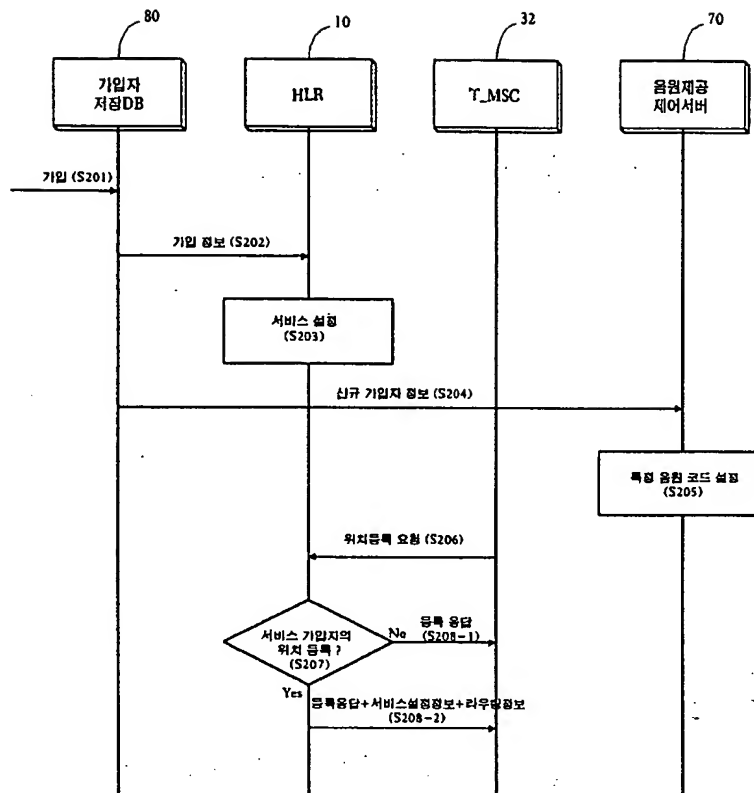 80
10
32
70
가입자
저장DB
HLR
T_MSC
음원제공
제어서버
가입 (S201)
가입 정보 (S202)
서비스 설정
(S203)
신규 가입자 정보 (S204)
특정 음원 코드 설정
(S205)
위치등록 요청 (S206)
서비스 가입자의
위치 등록 ?
(S207)
No
등록 응답
(S208-1)
Yes
등록응답+서비스설정정보+라우팅정보
(S208-2)